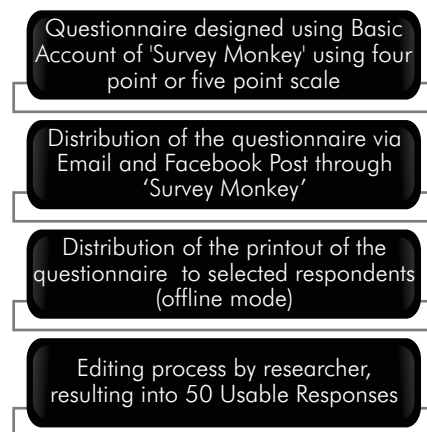 Questionnaire designed using Basic
Account of 'Survey Monkey' using four
point or five point scale
Distribution of the questionnaire via
Email and Facebook Post through
‘Survey Monkey’
Distribution of the printout of the
questionnaire to selected respondents
(offline mode)
Editing process by researcher,
resulting into 50 Usable Responses